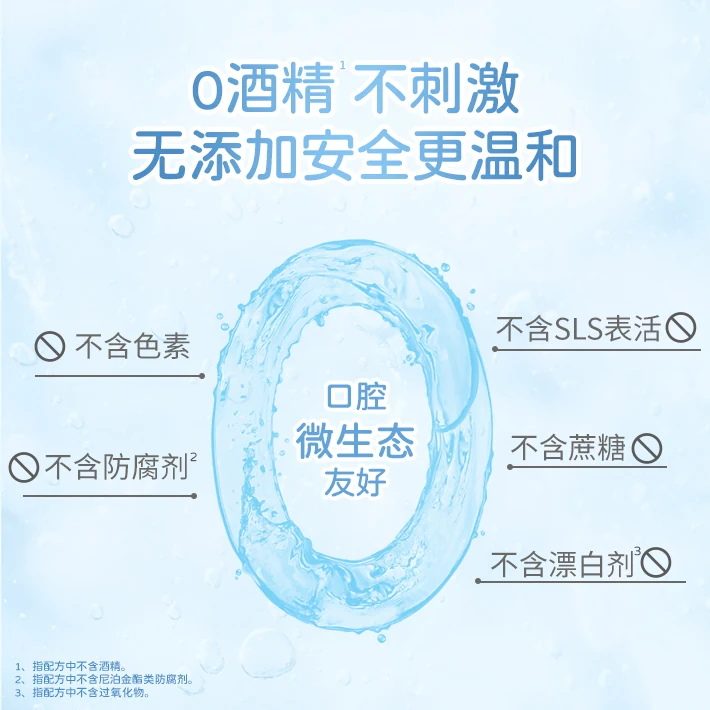 0酒精¹不刺激
无添加安全更温和
不含色素
不含SLS表活
口腔
微生态
友好
不含防腐剂²
不含蔗糖
不含漂白剂³
1、指配方中不含酒精。
2、指配方中不含尼泊金酯类防腐剂。
3、指配方中不含过氧化物。